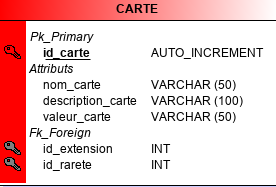 CARTE
Pk_Primary
id_carte AUTO_INCREMENT
Attributs
nom_carte VARCHAR (50)
description_carte VARCHAR (100)
valeur_carte VARCHAR (50)
Fk_Foreign
id_extension INT
id_rarete INT